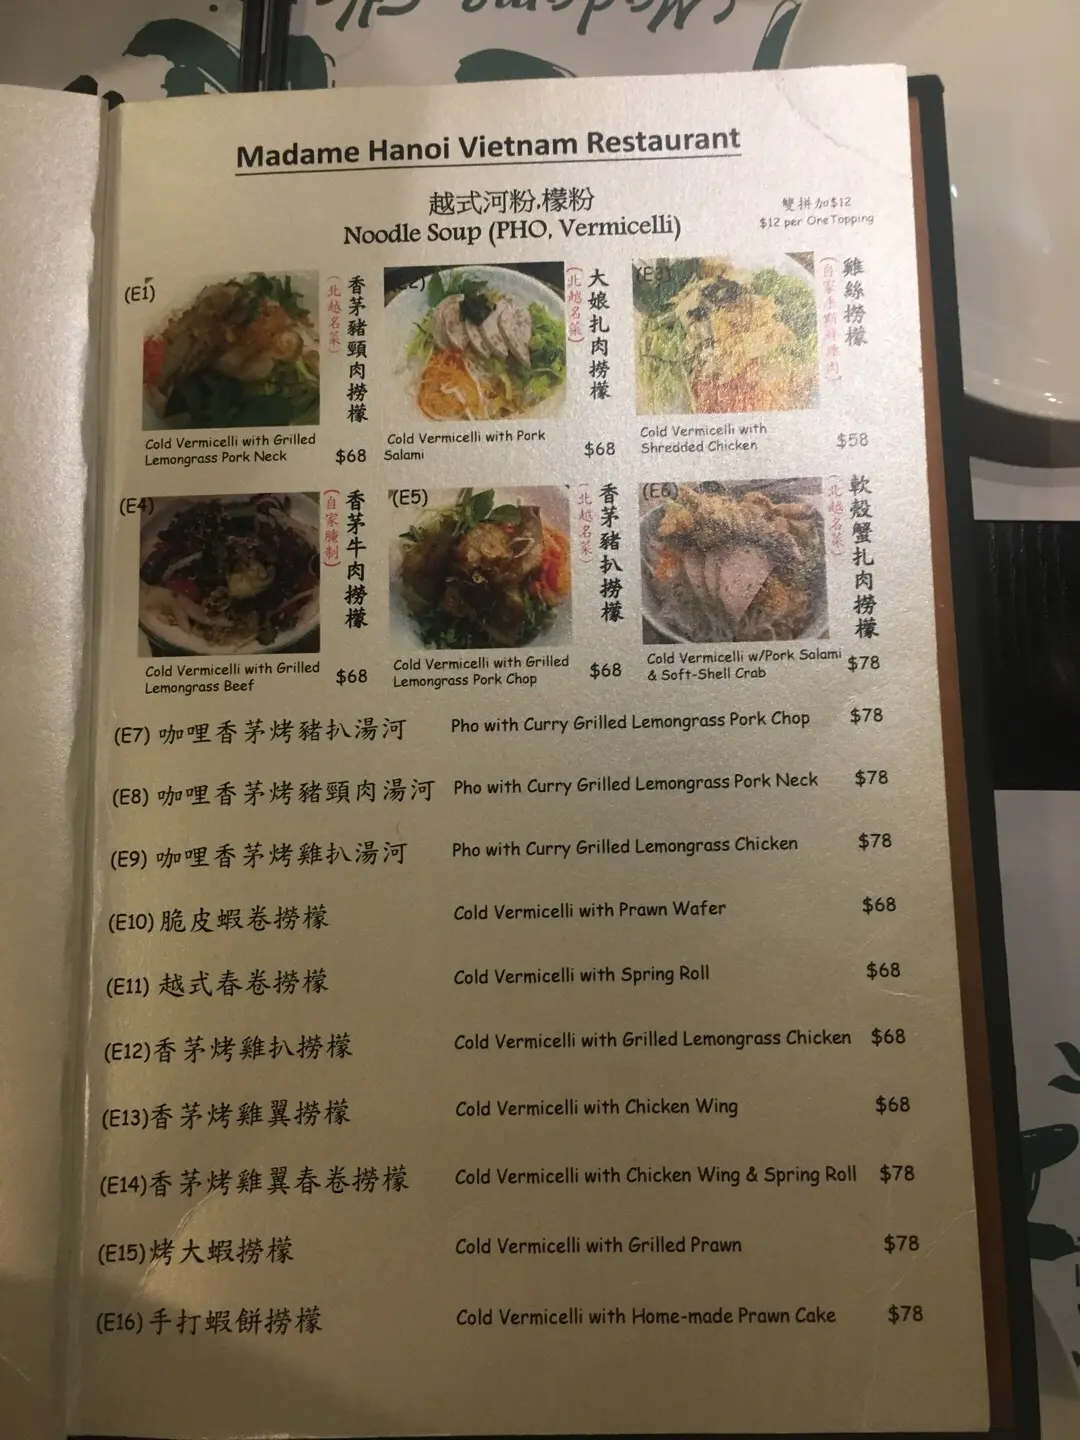 Madame Hanoi Vietnam Restaurant
越式河粉,檬粉
Noodle Soup (PHO, Vermicelli)
雙拼加$12
$12 per One Topping
(E1)
香茅豬頸肉撈檬
(北越名菜)
Cold Vermicelli with Grilled
Lemongrass Pork Neck
$68
大娘扎肉撈檬
(北越名菜)
Cold Vermicelli with Pork
Salami
$68
(E3)
雞絲撈檬
Cold Vermicelli with
Shredded Chicken
$58
(E4)
香茅牛肉撈檬
(自家醃制)
Cold Vermicelli with Grilled
Lemongrass Beef
$68
(E5)
香茅豬扒撈檬
(北越名菜)
Cold Vermicelli with Grilled
Lemongrass Pork Chop
$68
(E6)
軟殼蟹扎肉撈檬
(北越名菜)
Cold Vermicelli w/Pork Salami
& Soft-Shell Crab
$78
(E7) 咖哩香茅烤豬扒湯河 Pho with Curry Grilled Lemongrass Pork Chop $78
(E8) 咖哩香茅烤豬頸肉湯河 Pho with Curry Grilled Lemongrass Pork Neck $78
(E9) 咖哩香茅烤雞扒湯河 Pho with Curry Grilled Lemongrass Chicken $78
(E10) 脆皮蝦卷撈檬 Cold Vermicelli with Prawn Wafer $68
(E11) 越式春卷撈檬 Cold Vermicelli with Spring Roll $68
(E12)香茅烤雞扒撈檬 Cold Vermicelli with Grilled Lemongrass Chicken $68
(E13)香茅烤雞翼撈檬 Cold Vermicelli with Chicken Wing $68
(E14)香茅烤雞翼春卷撈檬 Cold Vermicelli with Chicken Wing & Spring Roll $78
(E15)烤大蝦撈檬 Cold Vermicelli with Grilled Prawn $78
(E16)手打蝦餅撈檬 Cold Vermicelli with Home-made Prawn Cake $78